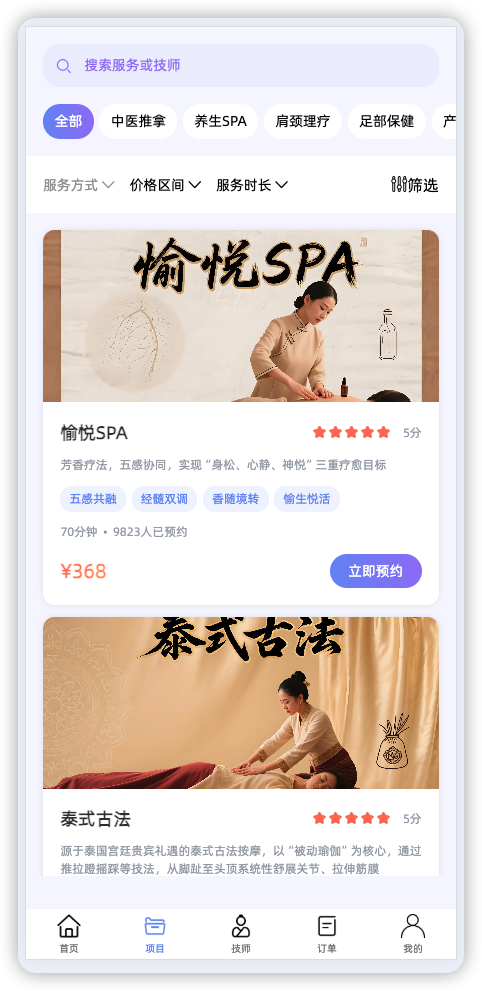 搜索服务或技师
全部 中医推拿 养生SPA 肩颈理疗 足部保健 产
服务方式 价格区间 服务时长 筛选
愉悦SPA
愉悦SPA 5分
芳香疗法，五感协同，实现“身松、心静、神悦”三重疗愈目标
五感共融 经髓双调 香随境转 愉生悦活
70分钟 • 9823人已预约
¥368 立即预约
泰式古法
泰式古法 5分
源于泰国宫廷贵宾礼遇的泰式古法按摩，以“被动瑜伽”为核心，通过
推拉蹬摇踩等技法，从脚趾至头顶系统性舒展关节、拉伸筋膜
首页 项目 技师 订单 我的